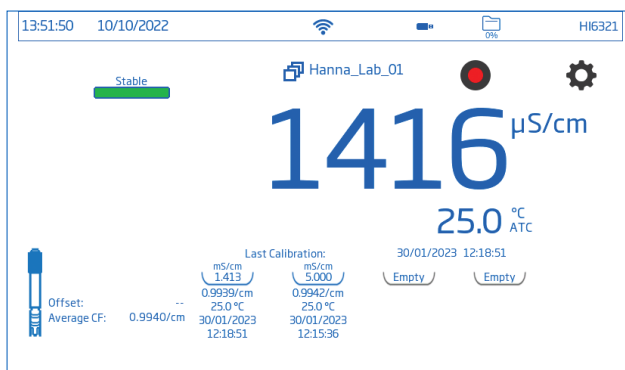 13:51:50 10/10/2022 0% HI6321
Hanna_Lab_01
Stable
1416 µS/cm
25.0 °C
ATC
Last Calibration: 30/01/2023 12:18:51
mS/cm mS/cm
1.413 5.000 Empty Empty
0.9939/cm 0.9942/cm
25.0 °C 25.0 °C
Offset: --
Average CF: 0.9940/cm 30/01/2023 30/01/2023
12:18:51 12:15:36